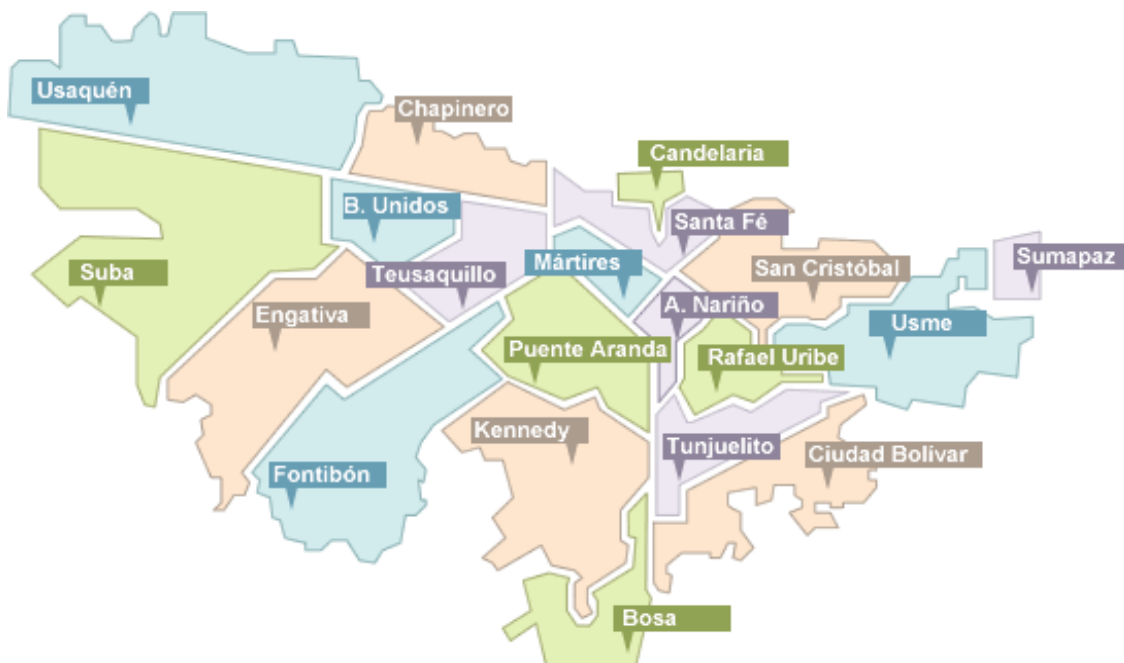 Usaquén
Chapinero
Candelaria
B. Unidos
Santa Fé
Suba
Teusaquillo
Mártires
San Cristóbal
Sumapaz
Engativa
A. Nariño
Usme
Puente Aranda
Rafael Uribe
Kennedy
Tunjuelito
Ciudad Bolívar
Fontibón
Bosa